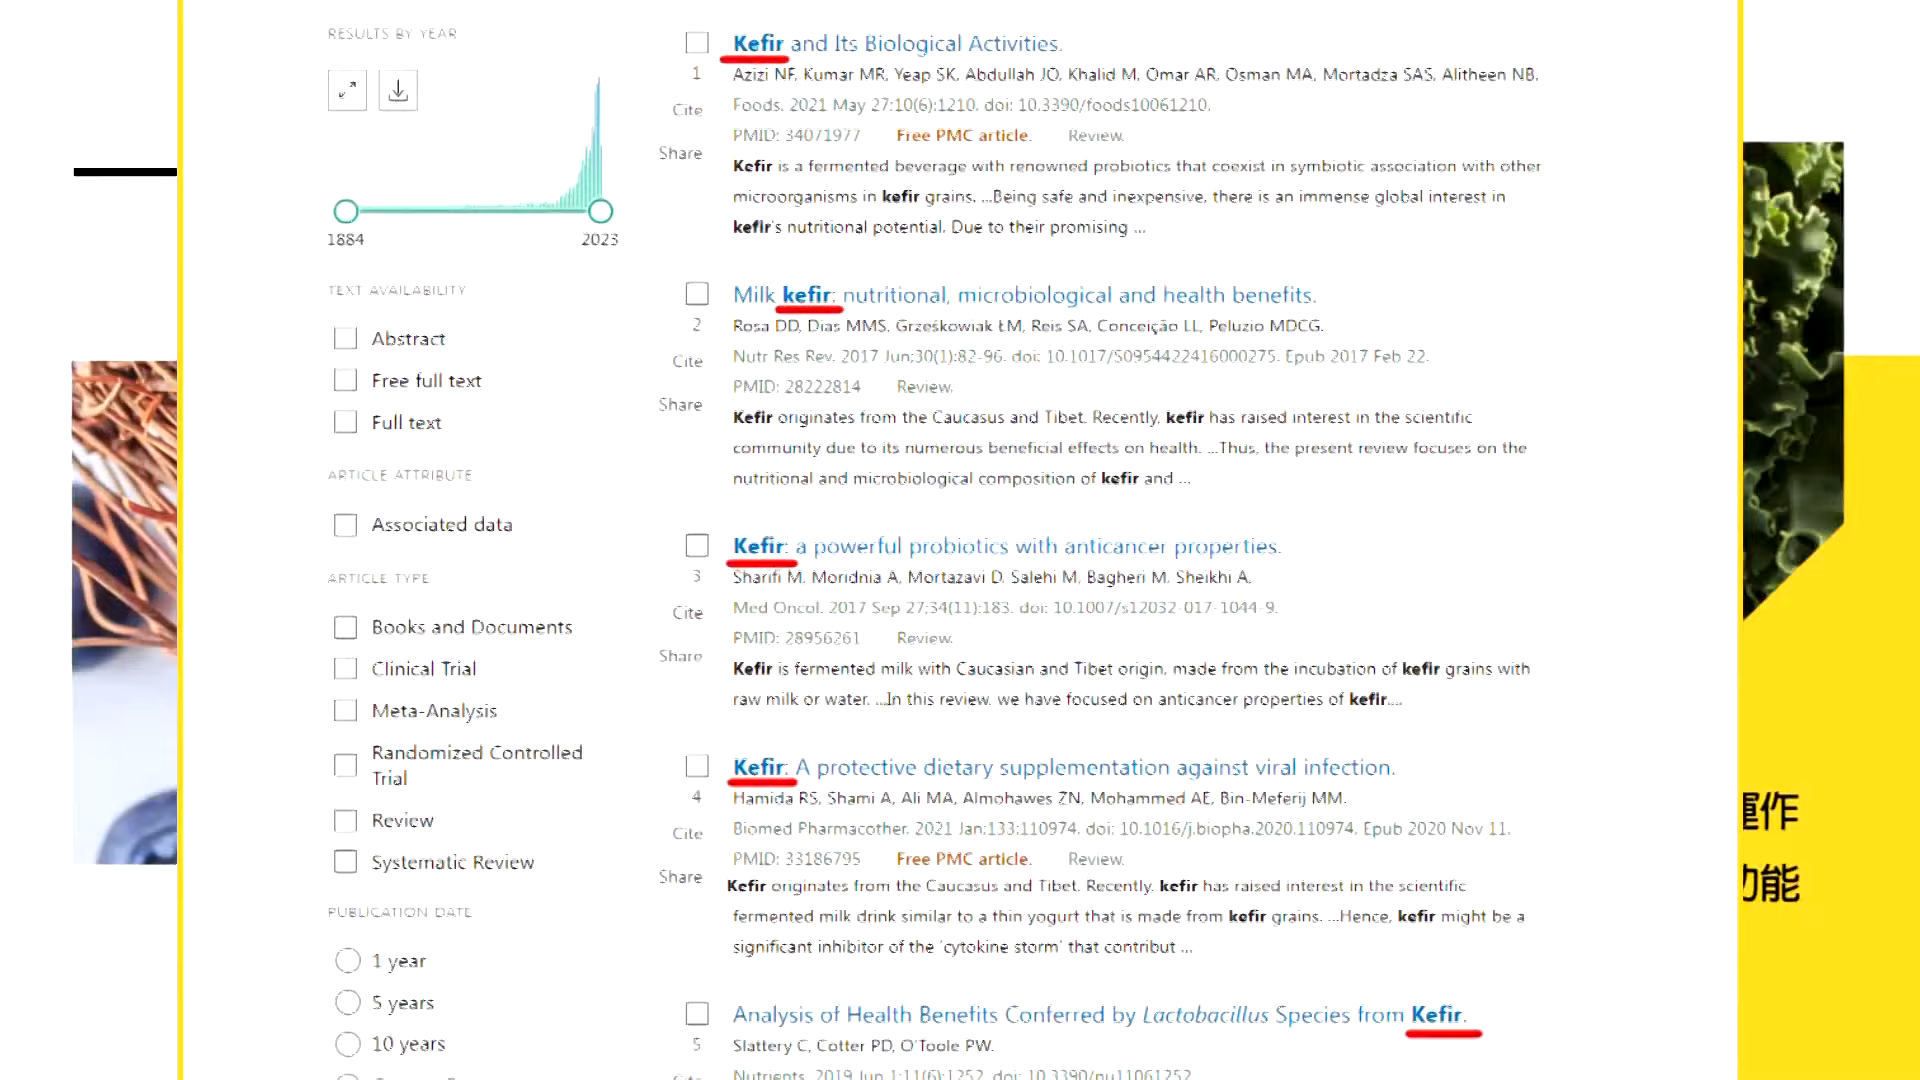 RESULTS BY YEAR
1884
2023
TEXT AVAILABILITY
Abstract
Free full text
Full text
ARTICLE ATTRIBUTE
Associated data
ARTICLE TYPE
Books and Documents
Clinical Trial
Meta-Analysis
Randomized Controlled
Trial
Review
Systematic Review
PUBLICATION DATE
1 year
5 years
10 years
Kefir and Its Biological Activities.
1
Azizi NF, Kumar MR, Yeap SK, Abdullah JO, Khalid M, Omar AR, Osman MA, Mortadza SAS, Alitheen NB.
Cite
Foods. 2021 May 27;10(6):1210. doi: 10.3390/foods10061210.
PMID: 34071977 Free PMC article. Review.
Share
Kefir is a fermented beverage with renowned probiotics that coexist in symbiotic association with other
microorganisms in kefir grains. ...Being safe and inexpensive, there is an immense global interest in
kefir's nutritional potential. Due to their promising ...
Milk kefir: nutritional, microbiological and health benefits.
2
Rosa DD, Dias MMS, Grześkowiak ŁM, Reis SA, Conceição LL, Peluzio MDCG.
Cite
Nutr Res Rev. 2017 Jun;30(1):82-96. doi: 10.1017/S0954422416000275. Epub 2017 Feb 22.
PMID: 28222814 Review.
Share
Kefir originates from the Caucasus and Tibet. Recently, kefir has raised interest in the scientific
community due to its numerous beneficial effects on health. ...Thus, the present review focuses on the
nutritional and microbiological composition of kefir and ...
Kefir: a powerful probiotics with anticancer properties.
3
Sharifi M, Moridnia A, Mortazavi D, Salehi M, Bagheri M, Sheikhi A.
Cite
Med Oncol. 2017 Sep 27;34(11):183. doi: 10.1007/s12032-017-1044-9.
PMID: 28956261 Review.
Share
Kefir is fermented milk with Caucasian and Tibet origin, made from the incubation of kefir grains with
raw milk or water. ...In this review, we have focused on anticancer properties of kefir....
Kefir: A protective dietary supplementation against viral infection.
4
Hamida RS, Shami A, Ali MA, Almohawes ZN, Mohammed AE, Bin-Meferij MM.
Cite
Biomed Pharmacother. 2021 Jan;133:110974. doi: 10.1016/j.biopha.2020.110974. Epub 2020 Nov 11.
PMID: 33186795 Free PMC article. Review.
Share
Kefir originates from the Caucasus and Tibet. Recently, kefir has raised interest in the scientific
fermented milk drink similar to a thin yogurt that is made from kefir grains. ...Hence, kefir might be a
significant inhibitor of the 'cytokine storm' that contribut ...
Analysis of Health Benefits Conferred by Lactobacillus Species from Kefir.
5
Slattery C, Cotter PD, O'Toole PW.
Nutrients. 2019 Jun 1;11(6):1252. doi: 10.3390/nu11061252.
運作
功能